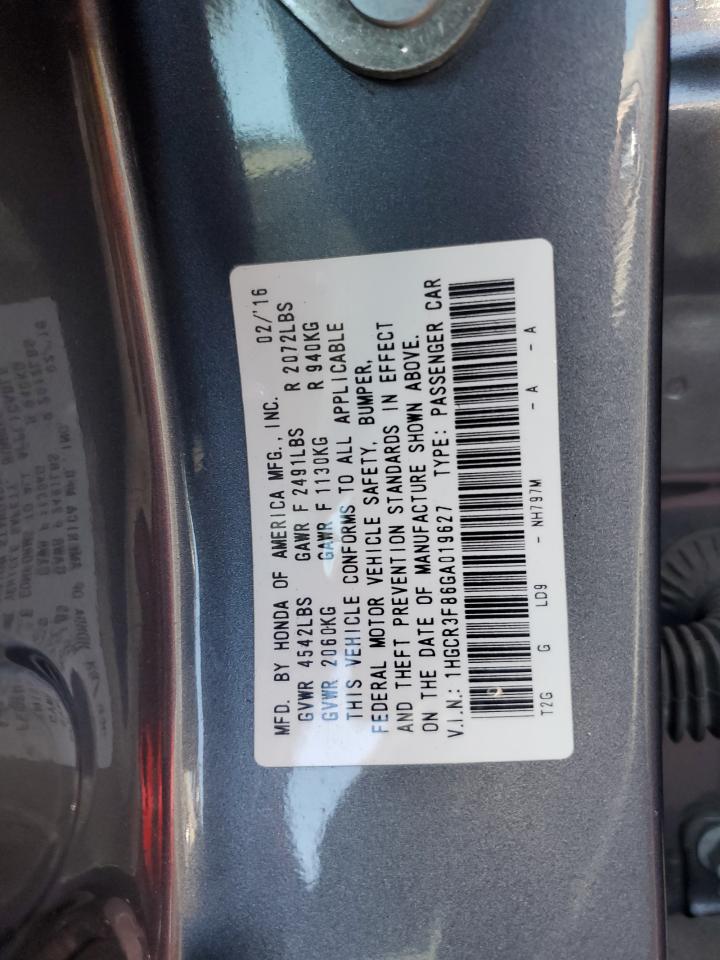 MFD. BY HONDA OF AMERICA MFG., INC. 02/'16
GVWR 4542LBS GAWR F 2491LBS R 2072LBS
GVWR 2060KG GAWR F 1130KG R 940KG
THIS VEHICLE CONFORMS TO ALL APPLICABLE
FEDERAL MOTOR VEHICLE SAFETY, BUMPER,
AND THEFT PREVENTION STANDARDS IN EFFECT
ON THE DATE OF MANUFACTURE SHOWN ABOVE.
V.I.N.: 1HGCR3F86GA019627 TYPE: PASSENGER CAR
T2G G LD9 - NH797M - A - A